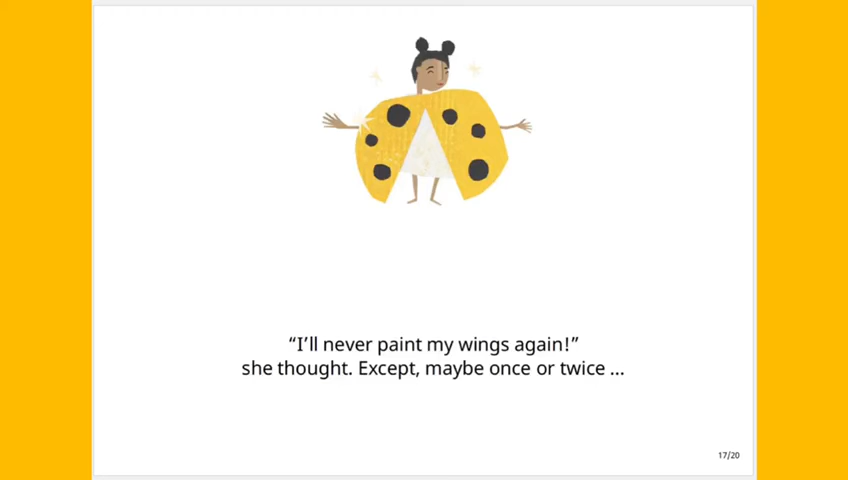 “I’ll never paint my wings again!”
she thought. Except, maybe once or twice ...
17/20